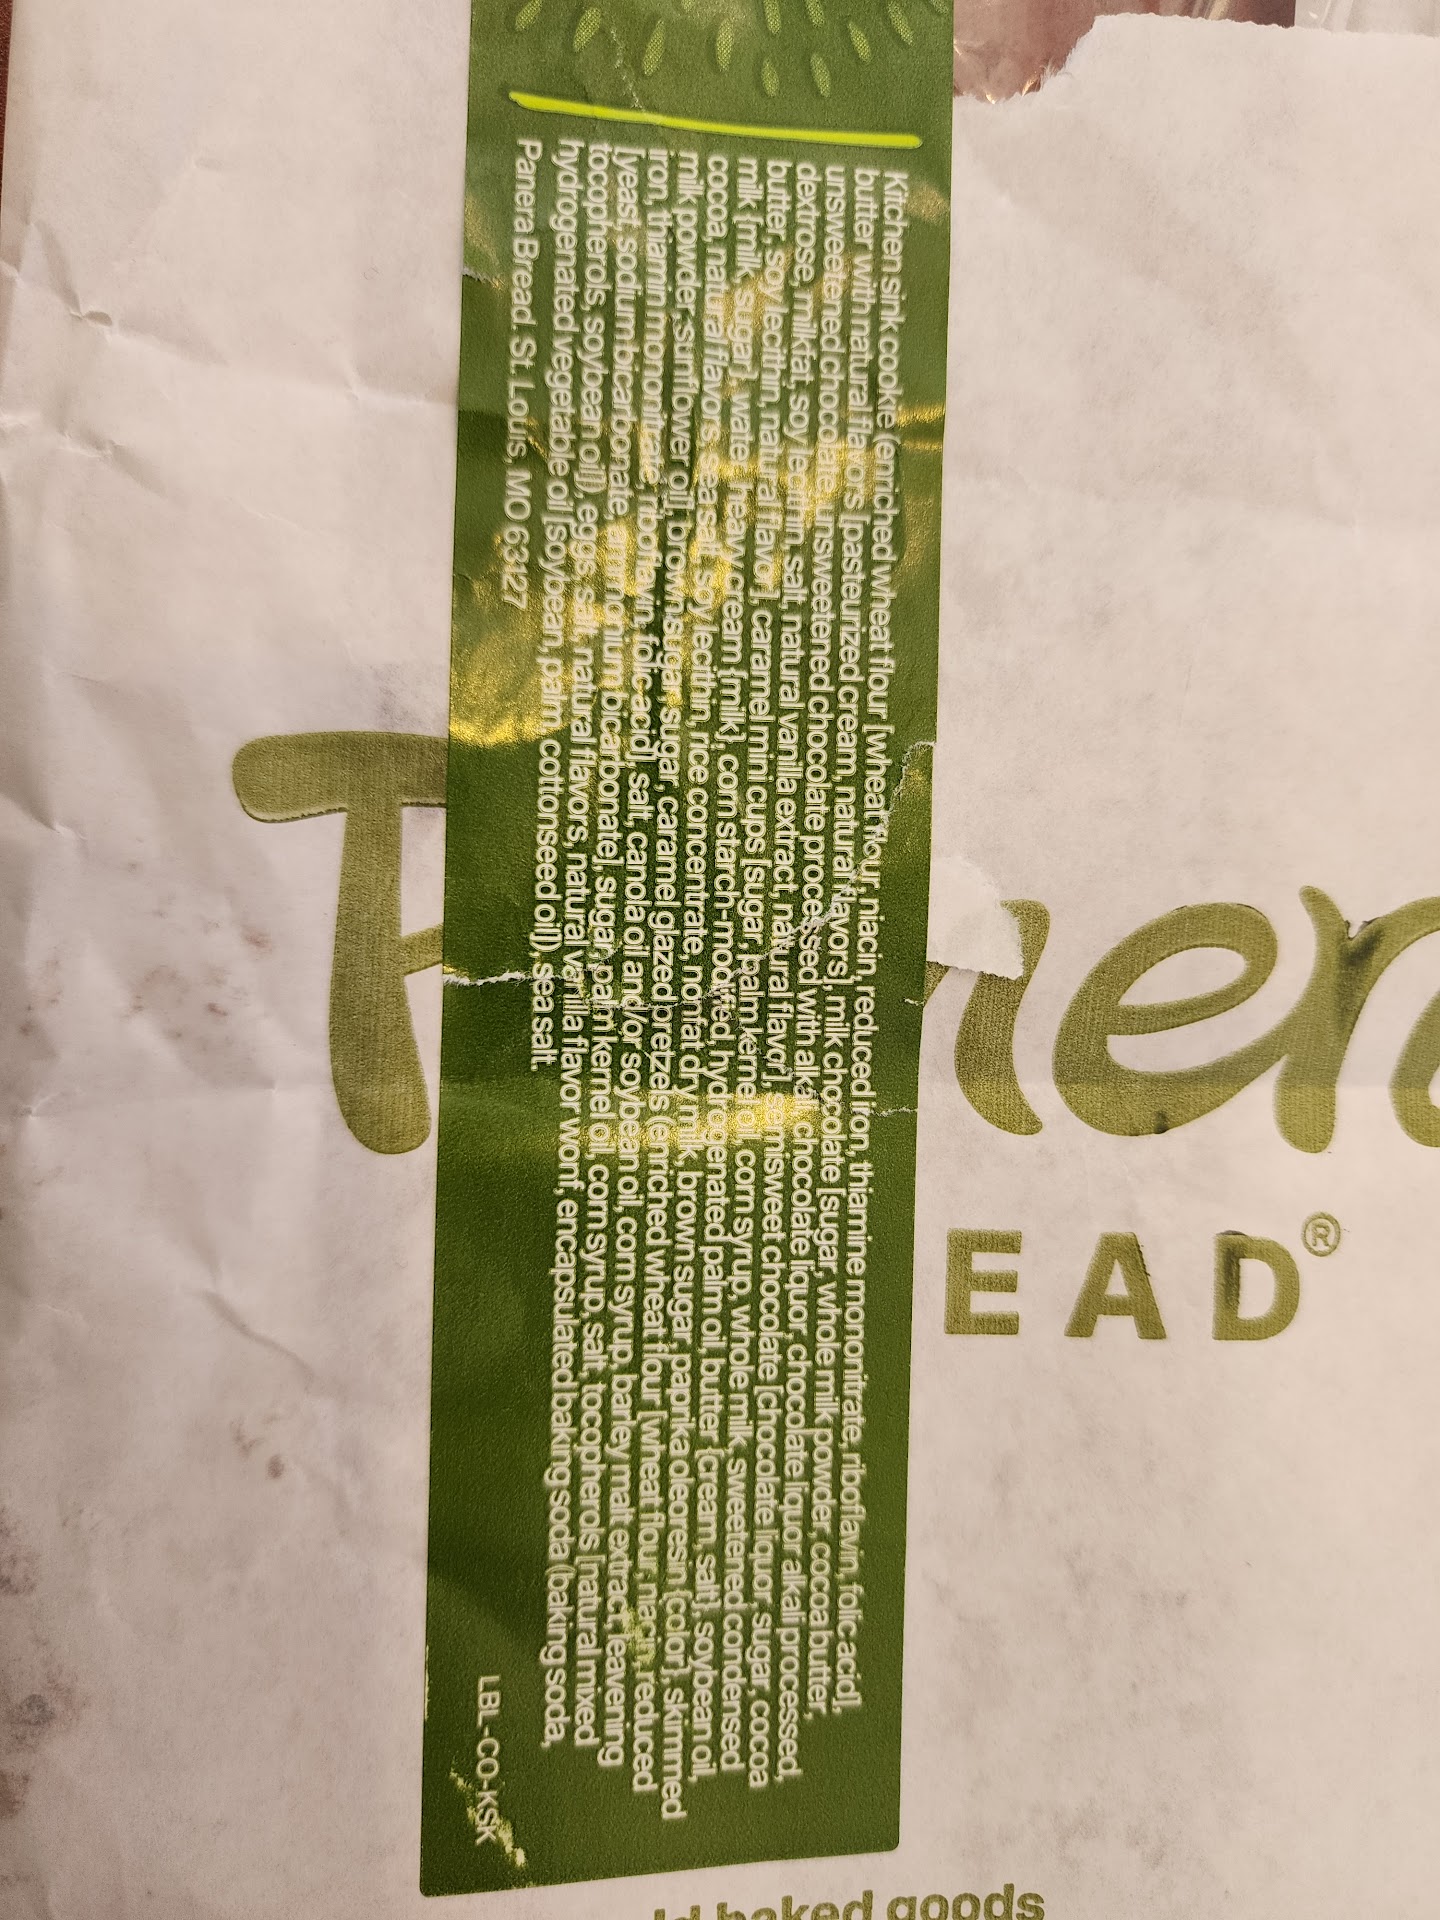 Kitchen sink cookie (enriched wheat flour [wheat flour, niacin, reduced iron, thiamine mononitrate, riboflavin, folic acid],
butter with natural flavors [pasteurized cream, natural flavors], milk chocolate [sugar, whole milk powder, cocoa butter,
unsweetened chocolate, unsweetened chocolate processed with alkali, chocolate liquor, chocolate liquor alkali processed,
dextrose, milkfat, soy lecithin, salt, natural vanilla extract, natural flavor], semisweet chocolate [chocolate liquor, sugar, cocoa
butter, soy lecithin, natural flavor], caramel mini cups [sugar, palm kernel oil, corn syrup, whole milk, sweetened condensed
milk {milk, sugar}, water, heavy cream {milk}, corn starch-modified, hydrogenated palm oil, butter {cream, salt}, soybean oil,
cocoa, natural flavors, sea salt, soy lecithin, rice concentrate, nonfat dry milk, brown sugar, paprika oleoresin {color}, skimmed
milk powder, sunflower oil], brown sugar, sugar, caramel glazed pretzels (enriched wheat flour [wheat flour, niacin, reduced
iron, thiamin mononitrate, riboflavin, folic acid], salt, canola oil and/or soybean oil, corn syrup, barley malt extract, leavening
[yeast, sodium bicarbonate, ammonium bicarbonate], sugar, palm kernel oil, corn syrup, salt, tocopherols [natural mixed
tocopherols, soybean oil]), eggs, salt, natural flavors, natural vanilla flavor wonf, encapsulated baking soda (baking soda,
hydrogenated vegetable oil [soybean, palm, cottonseed oil]), sea salt.
Panera Bread. St. Louis, MO 63127
LBL-CO-KSK
EAD®
baked goods